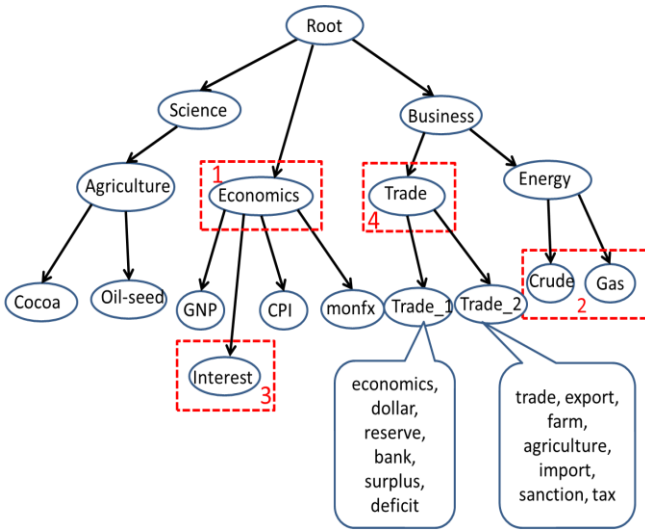 Root
Science
Business
1
Agriculture
Economics
Trade
4
Energy
Cocoa
Oil-seed
GNP
CPI
monfx
Trade_1
Trade_2
Crude
Gas
2
Interest
3
economics,
dollar,
reserve,
bank,
surplus,
deficit
trade, export,
farm,
agriculture,
import,
sanction, tax